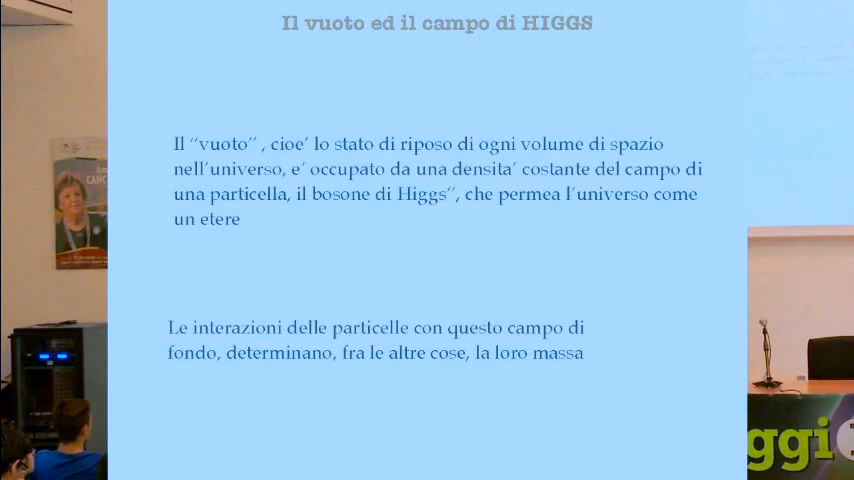 Il vuoto ed il campo di HIGGS
Il “vuoto” , cioe’ lo stato di riposo di ogni volume di spazio
nell’universo, e’ occupato da una densita’ costante del campo di
una particella, il bosone di Higgs”, che permea l’universo come
un etere
Le interazioni delle particelle con questo campo di
fondo, determinano, fra le altre cose, la loro massa
ggi